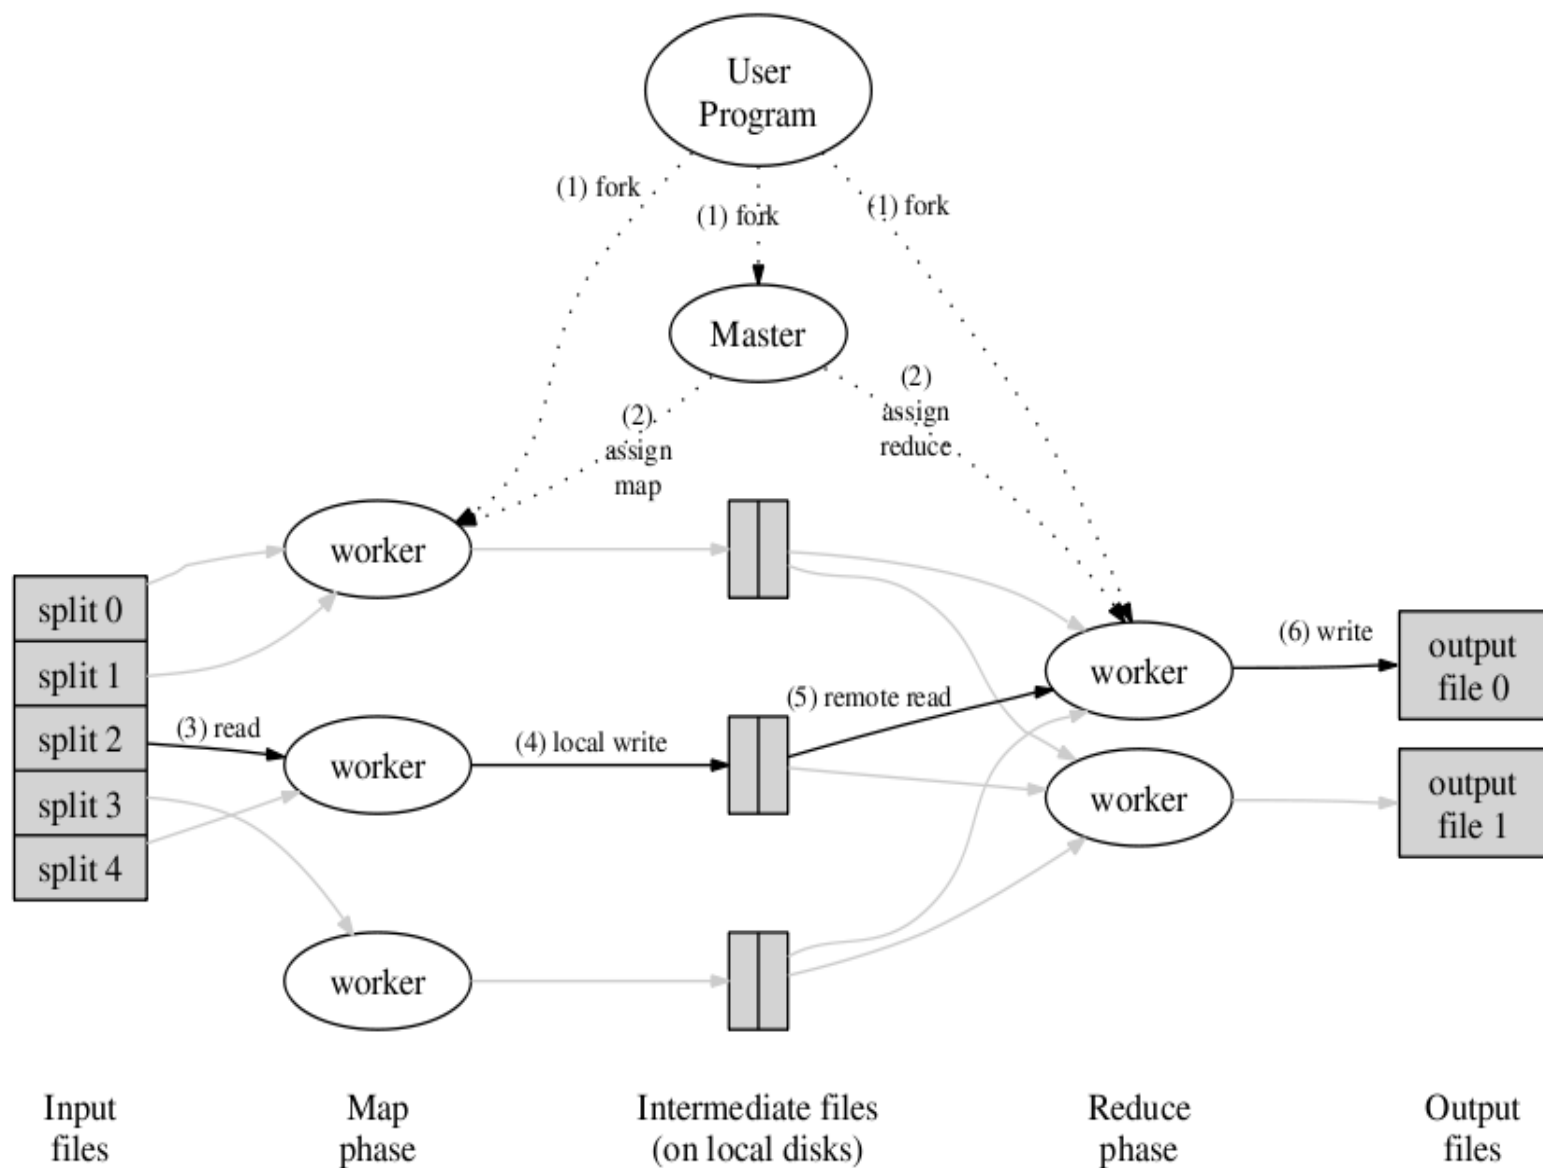 User
Program
(1) fork
(1) fork
(1) fork
Master
(2)
assign
map
(2)
assign
reduce
worker
split 0
split 1
split 2
split 3
split 4
(3) read
worker
(4) local write
(5) remote read
worker
(6) write
output
file 0
worker
output
file 1
worker
Input
files
Map
phase
Intermediate files
(on local disks)
Reduce
phase
Output
files